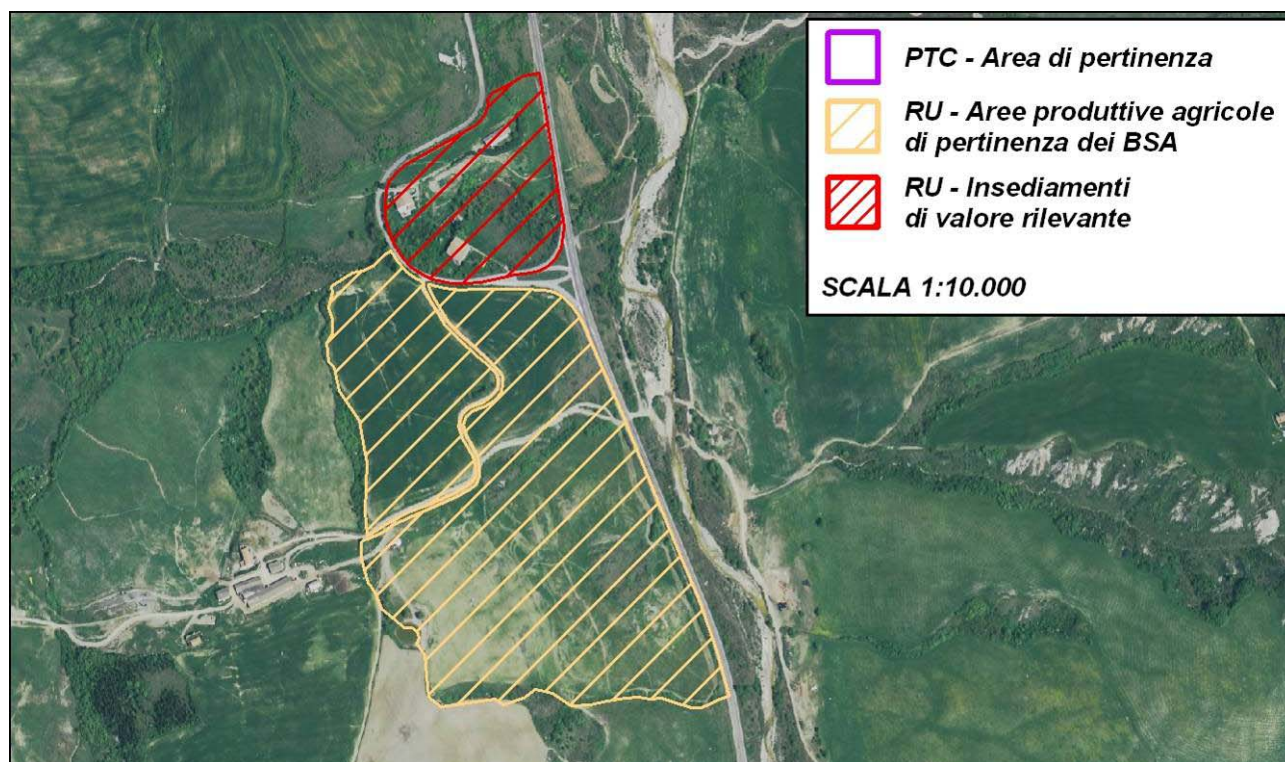 PTC - Area di pertinenza
RU - Aree produttive agricole
di pertinenza dei BSA
RU - Insediamenti
di valore rilevante
SCALA 1:10.000